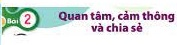 Bài 2
Quan tâm, cảm thông
và chia sẻ